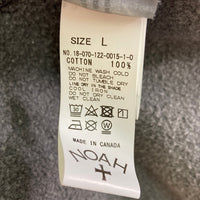 SIZE L
NO.18-070-122-0015-1-0
COTTON 100%
MACHINE WASH COLD
DO NOT BLEACH
DO NOT TUMBLE DRY
LINE DRY IN THE SHADE
COOL IRON
DRY CLEAN
MADE IN CANADA
NOAH